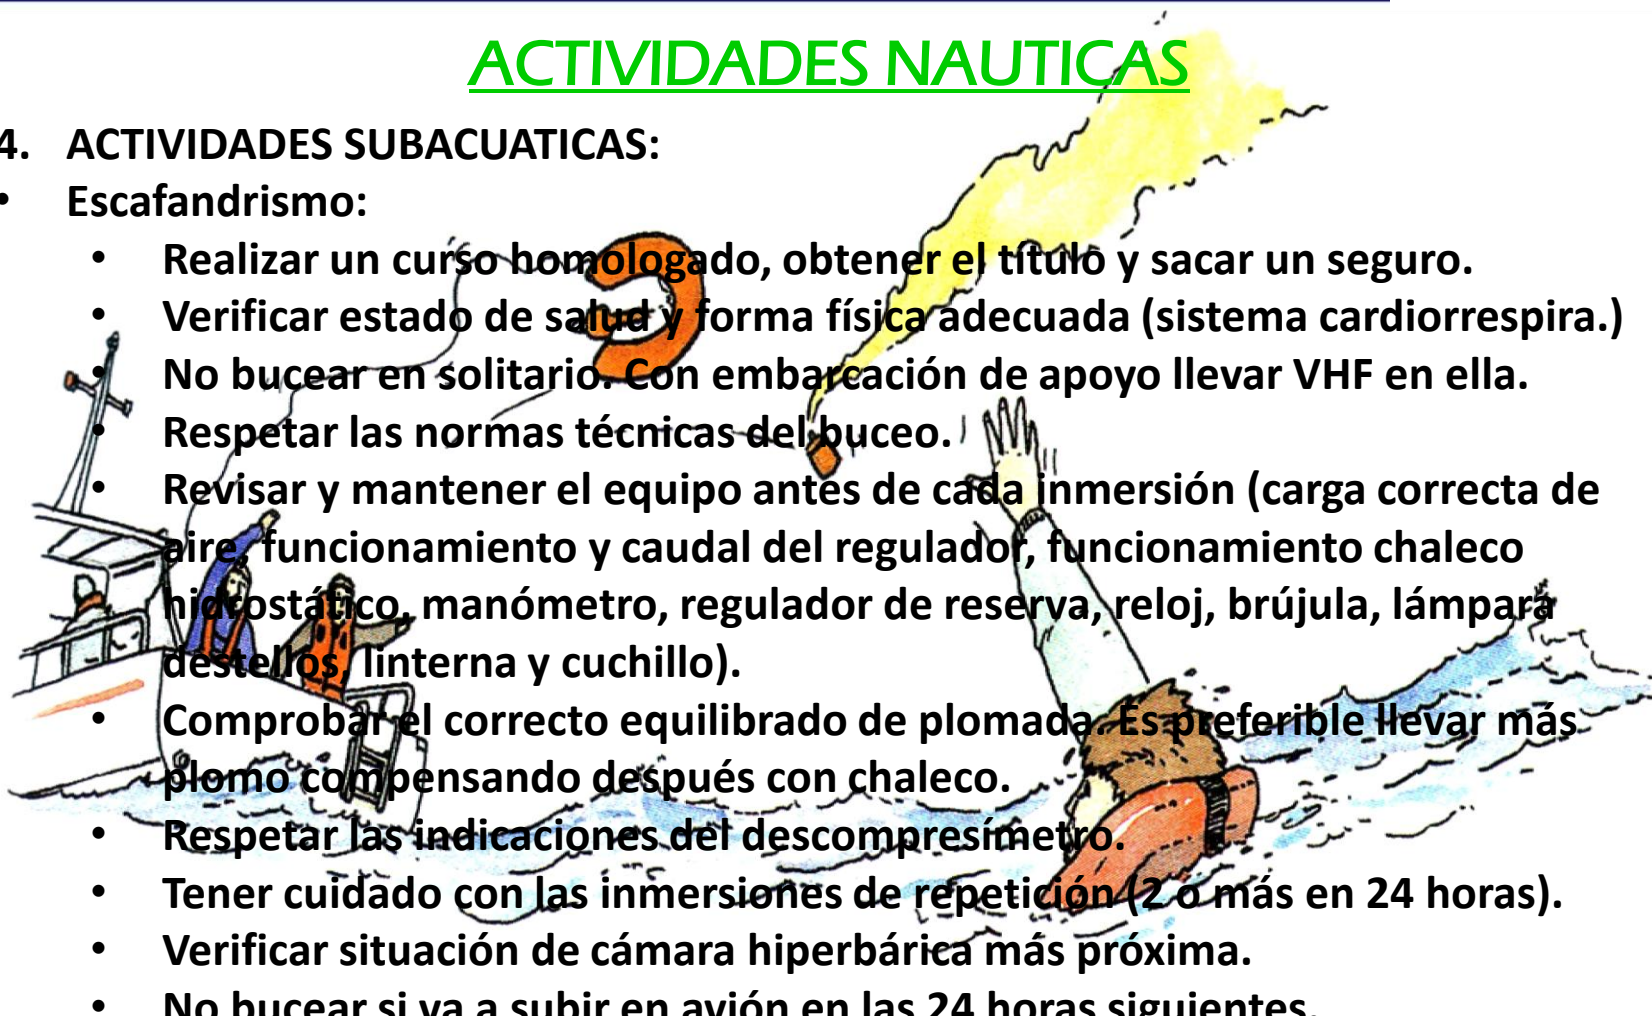 ACTIVIDADES NAUTICAS
4. ACTIVIDADES SUBACUATICAS:
• Escafandrismo:
• Realizar un curso homologado, obtener el título y sacar un seguro.
• Verificar estado de salud y forma física adecuada (sistema cardiorrespira.)
• No bucear en solitario. Con embarcación de apoyo llevar VHF en ella.
• Respetar las normas técnicas del buceo.
• Revisar y mantener el equipo antes de cada inmersión (carga correcta de
aire, funcionamiento y caudal del regulador, funcionamiento chaleco
hidrostático, manómetro, regulador de reserva, reloj, brújula, lámpara
destellos, linterna y cuchillo).
• Comprobar el correcto equilibrado de plomada. Es preferible llevar más
plomo compensando después con chaleco.
• Respetar las indicaciones del descompresímetro.
• Tener cuidado con las inmersiones de repetición (2 o más en 24 horas).
• Verificar situación de cámara hiperbárica más próxima.
• No bucear si va a subir en avión en las 24 horas siguientes.